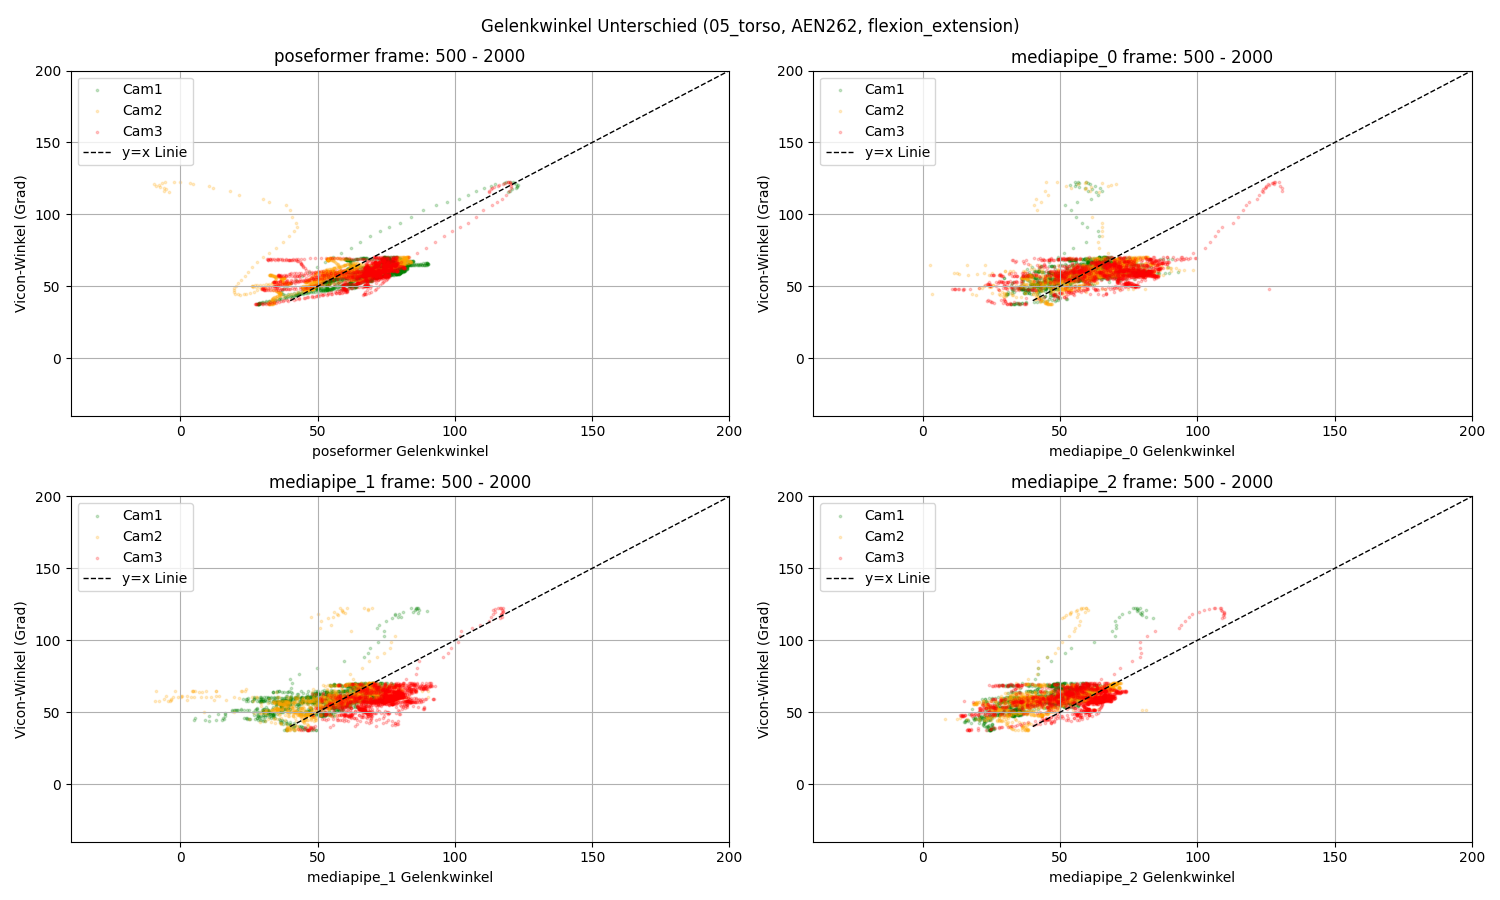 Gelenkwinkel Unterschied (05_torso, AEN262, flexion_extension)
poseformer frame: 500 - 2000
200
150
100
50
0
Vicon-Winkel (Grad)
Cam1
Cam2
Cam3
y=x Linie
0 50 100 150 200
poseformer Gelenkwinkel
mediapipe_0 frame: 500 - 2000
200
150
100
50
0
Vicon-Winkel (Grad)
Cam1
Cam2
Cam3
y=x Linie
0 50 100 150 200
mediapipe_0 Gelenkwinkel
mediapipe_1 frame: 500 - 2000
200
150
100
50
0
Vicon-Winkel (Grad)
Cam1
Cam2
Cam3
y=x Linie
0 50 100 150 200
mediapipe_1 Gelenkwinkel
mediapipe_2 frame: 500 - 2000
200
150
100
50
0
Vicon-Winkel (Grad)
Cam1
Cam2
Cam3
y=x Linie
0 50 100 150 200
mediapipe_2 Gelenkwinkel